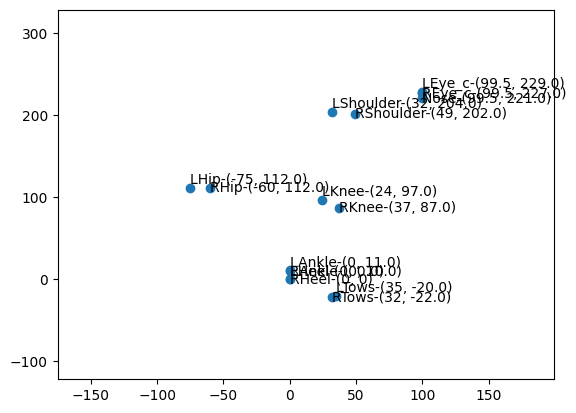 300
200
100
0
−100
−150
−100
−50
0
50
100
150
LEye_c-(99.5, 229.0)
REye_c-(99.5, 227.0)
Nose-(99.5, 221.0)
LShoulder-(32, 204.0)
RShoulder-(49, 202.0)
LHip-(-75, 112.0)
RHip-(-60, 112.0)
LKnee-(24, 97.0)
RKnee-(37, 87.0)
LAnkle-(0, 11.0)
RHeel-(0, 0)
LTows-(35, -20.0)
RTows-(32, -22.0)